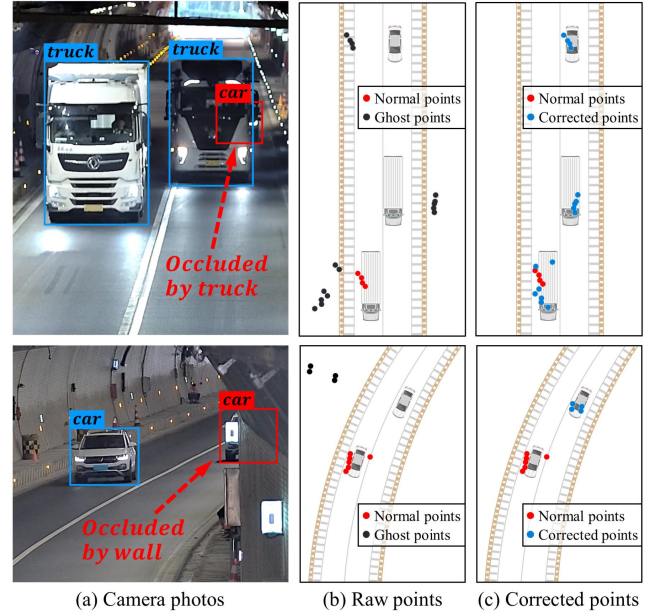 truck
truck
car
Occluded
by truck
Normal points
Ghost points
Normal points
Corrected points
car
car
Occluded
by wall
Normal points
Ghost points
Normal points
Corrected points
(a) Camera photos
(b) Raw points
(c) Corrected points